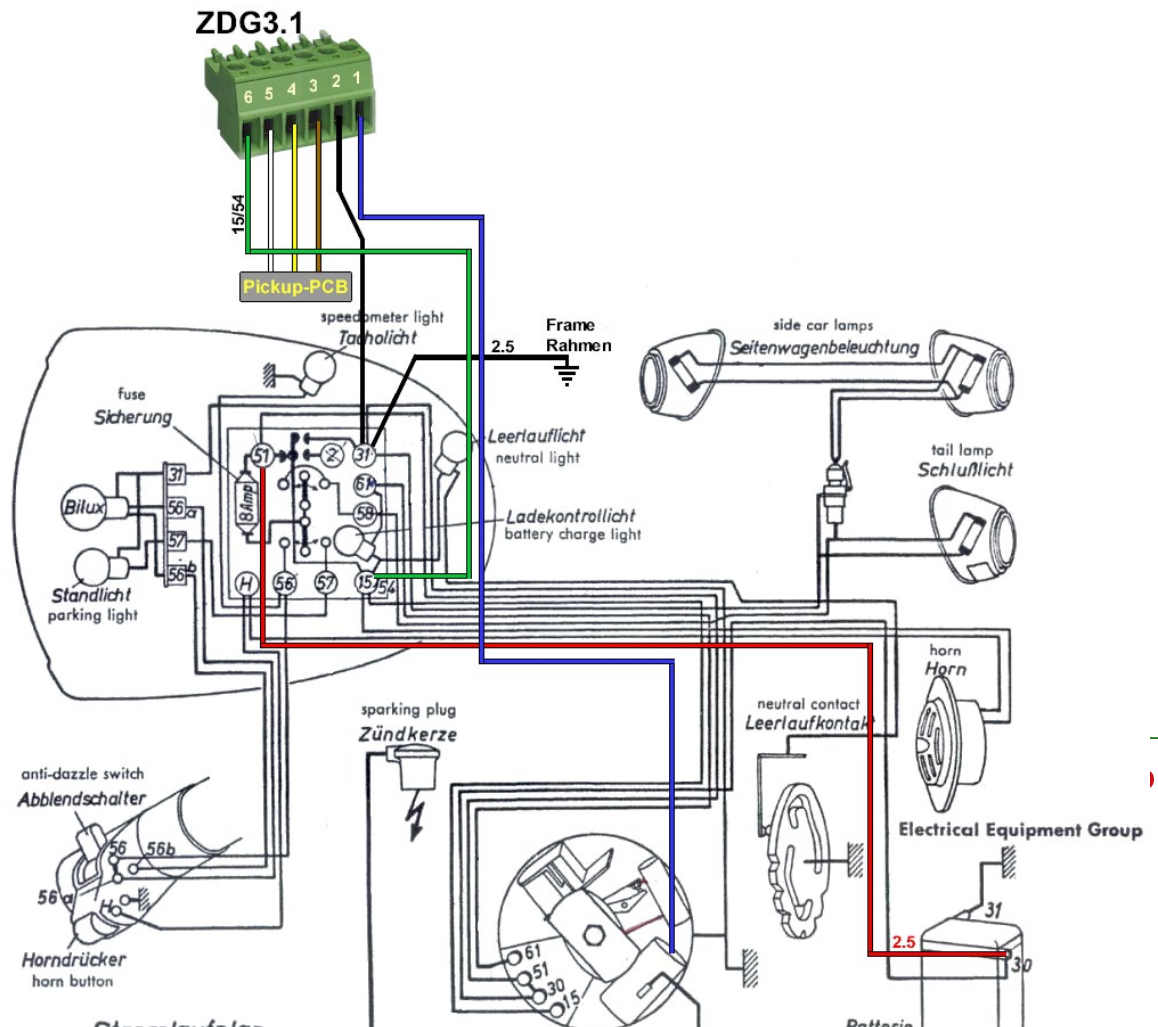 ZDG3.1
6 5 4 3 2 1
15/54
Pickup-PCB
speedometer light
Tacholicht
Frame
Rahmen
2.5
side car lamps
Seitenwagenbeleuchtung
fuse
Sicherung
Leerlauflicht
neutral light
tail lamp
Schlußlicht
51
2
31
61
58
8 Amp
Ladekontrollicht
battery charge light
31
56a
57
56b
Bilux
Standlicht
parking light
H
56
57
15
54
horn
Horn
sparking plug
Zündkerze
neutral contact
Leerlaufkontakt
anti-dazzle switch
Abblendschalter
56
56b
56a
H
Horndrücker
horn button
Electrical Equipment Group
31
2.5
30
61
51
30
15
Batterie